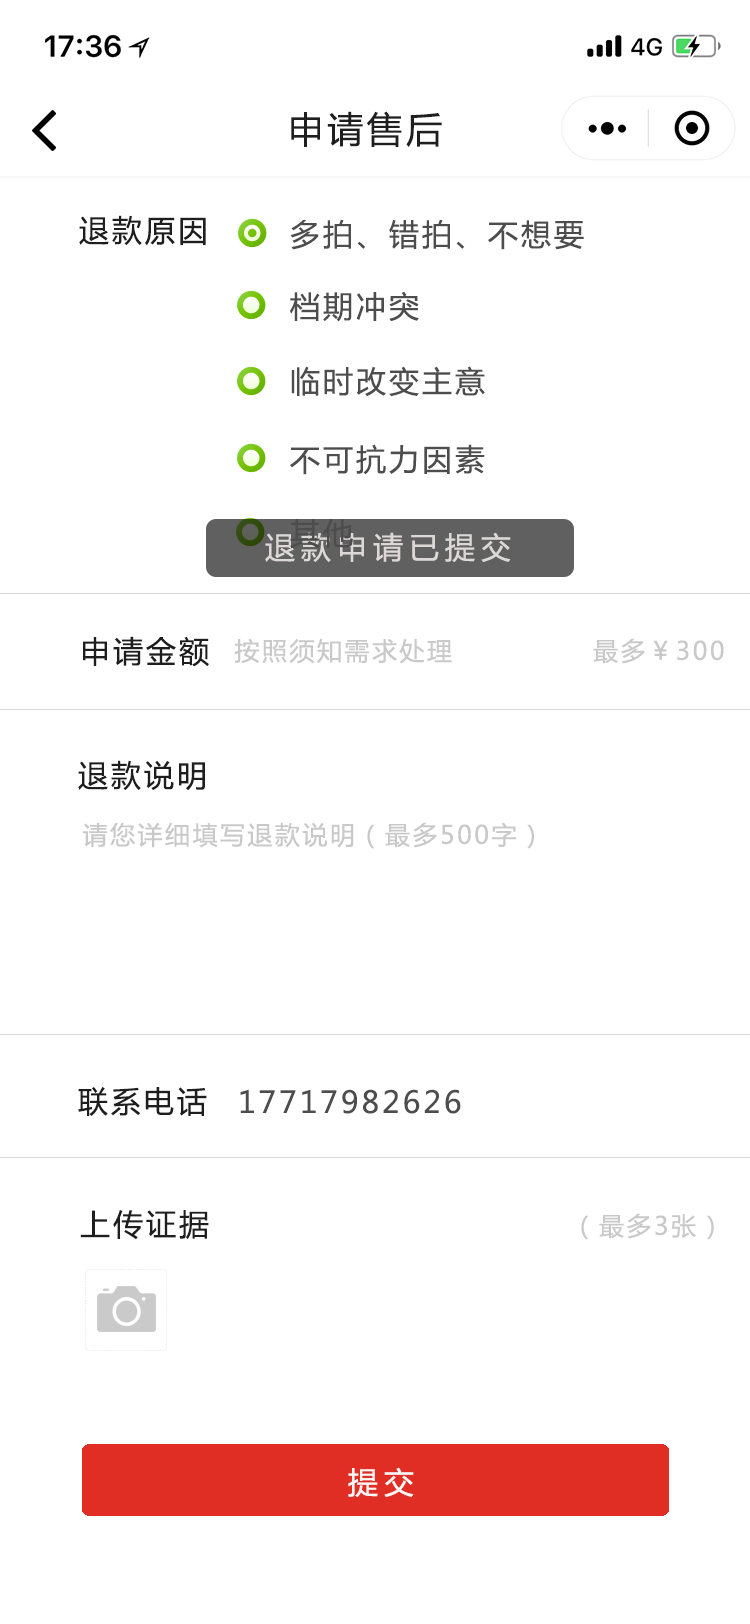 17:36
4G
申请售后
退款原因
多拍、错拍、不想要
档期冲突
临时改变主意
不可抗力因素
其他
退款申请已提交
申请金额 按照须知需求处理 最多¥300
退款说明
请您详细填写退款说明（最多500字）
联系电话 17717982626
上传证据 （最多3张）
提交